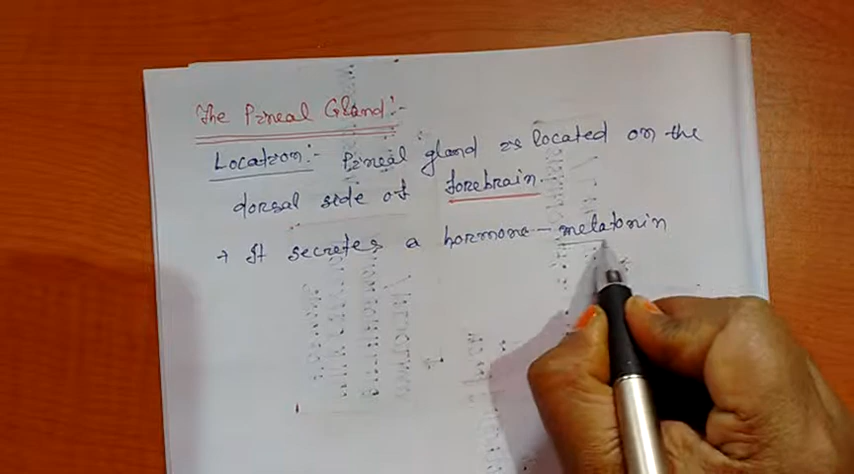 The Pineal Gland:-
Location:- Pineal gland is located on the
dorsal side of forebrain.
→ It secretes a hormone - melatonin